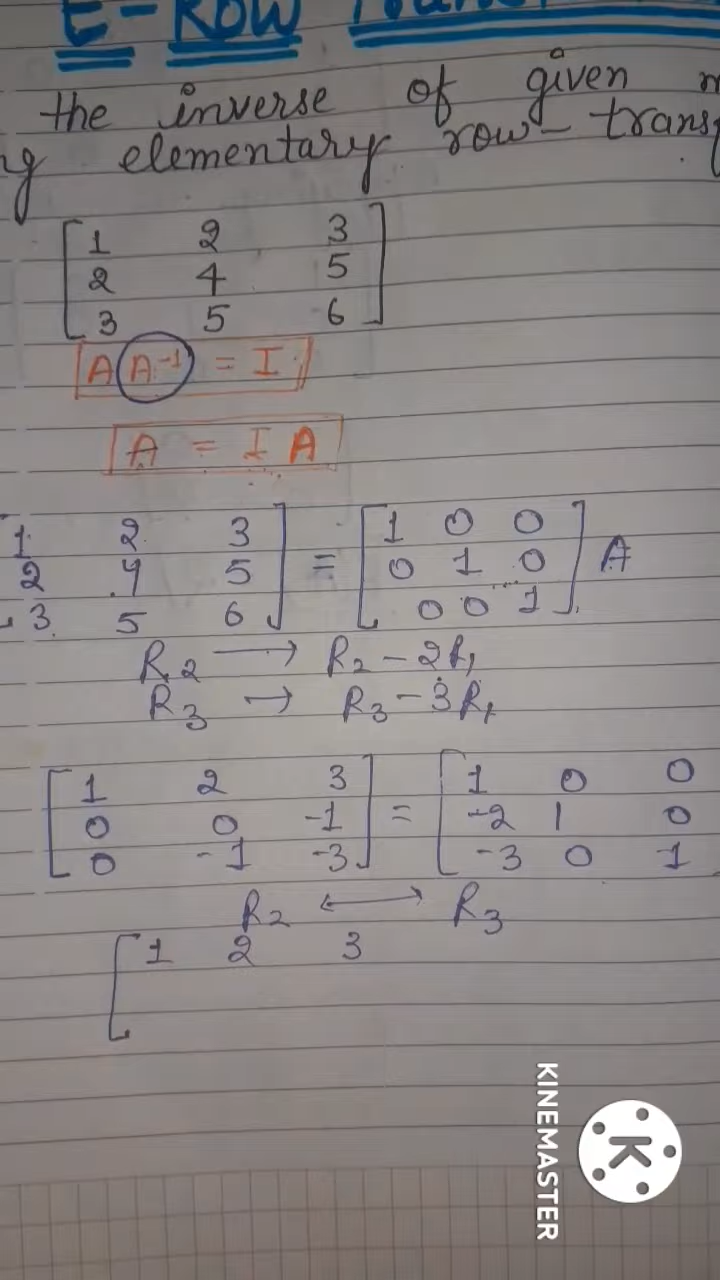 E-ROW
the inverse of given
elementary row-
1 2 3
2 4 5
3 5 6
A A⁻¹ = I
A = I A
1 2 3 = 1 0 0
2 4 5 0 1 0 A
3 5 6 0 0 1
R₂ → R₂ - 2R₁
R₃ → R₃ - 3R₁
1 2 3 = 1 0 0
0 0 -1 -2 1 0
0 -1 -3 -3 0 1
R₂ ↔ R₃
1 2 3
KINEMASTER